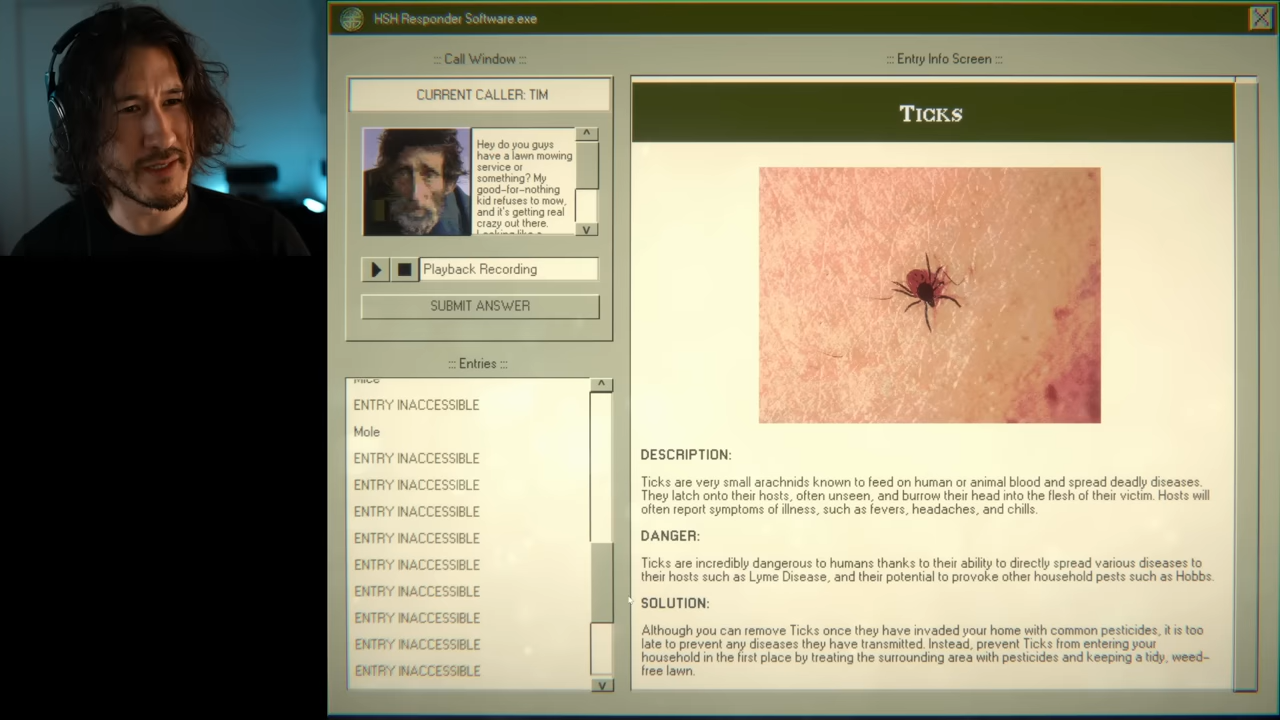 HSH Responder Software.exe
::: Call Window :::
CURRENT CALLER: TIM
Hey do you guys
have a lawn mowing
service or
something? My
good-for-nothing
kid refuses to mow,
and it's getting real
crazy out there.
Playback Recording
SUBMIT ANSWER
::: Entries :::
Mice
ENTRY INACCESSIBLE
Mole
ENTRY INACCESSIBLE
ENTRY INACCESSIBLE
ENTRY INACCESSIBLE
ENTRY INACCESSIBLE
ENTRY INACCESSIBLE
ENTRY INACCESSIBLE
ENTRY INACCESSIBLE
ENTRY INACCESSIBLE
ENTRY INACCESSIBLE
::: Entry Info Screen :::
TICKS
DESCRIPTION:
Ticks are very small arachnids known to feed on human or animal blood and spread deadly diseases.
They latch onto their hosts, often unseen, and burrow their head into the flesh of their victim. Hosts will
often report symptoms of illness, such as fevers, headaches, and chills.
DANGER:
Ticks are incredibly dangerous to humans thanks to their ability to directly spread various diseases to
their hosts such as Lyme Disease, and their potential to provoke other household pests such as Hobbs.
SOLUTION:
Although you can remove Ticks once they have invaded your home with common pesticides, it is too
late to prevent any diseases they have transmitted. Instead, prevent Ticks from entering your
household in the first place by treating the surrounding area with pesticides and keeping a tidy, weed-
free lawn.